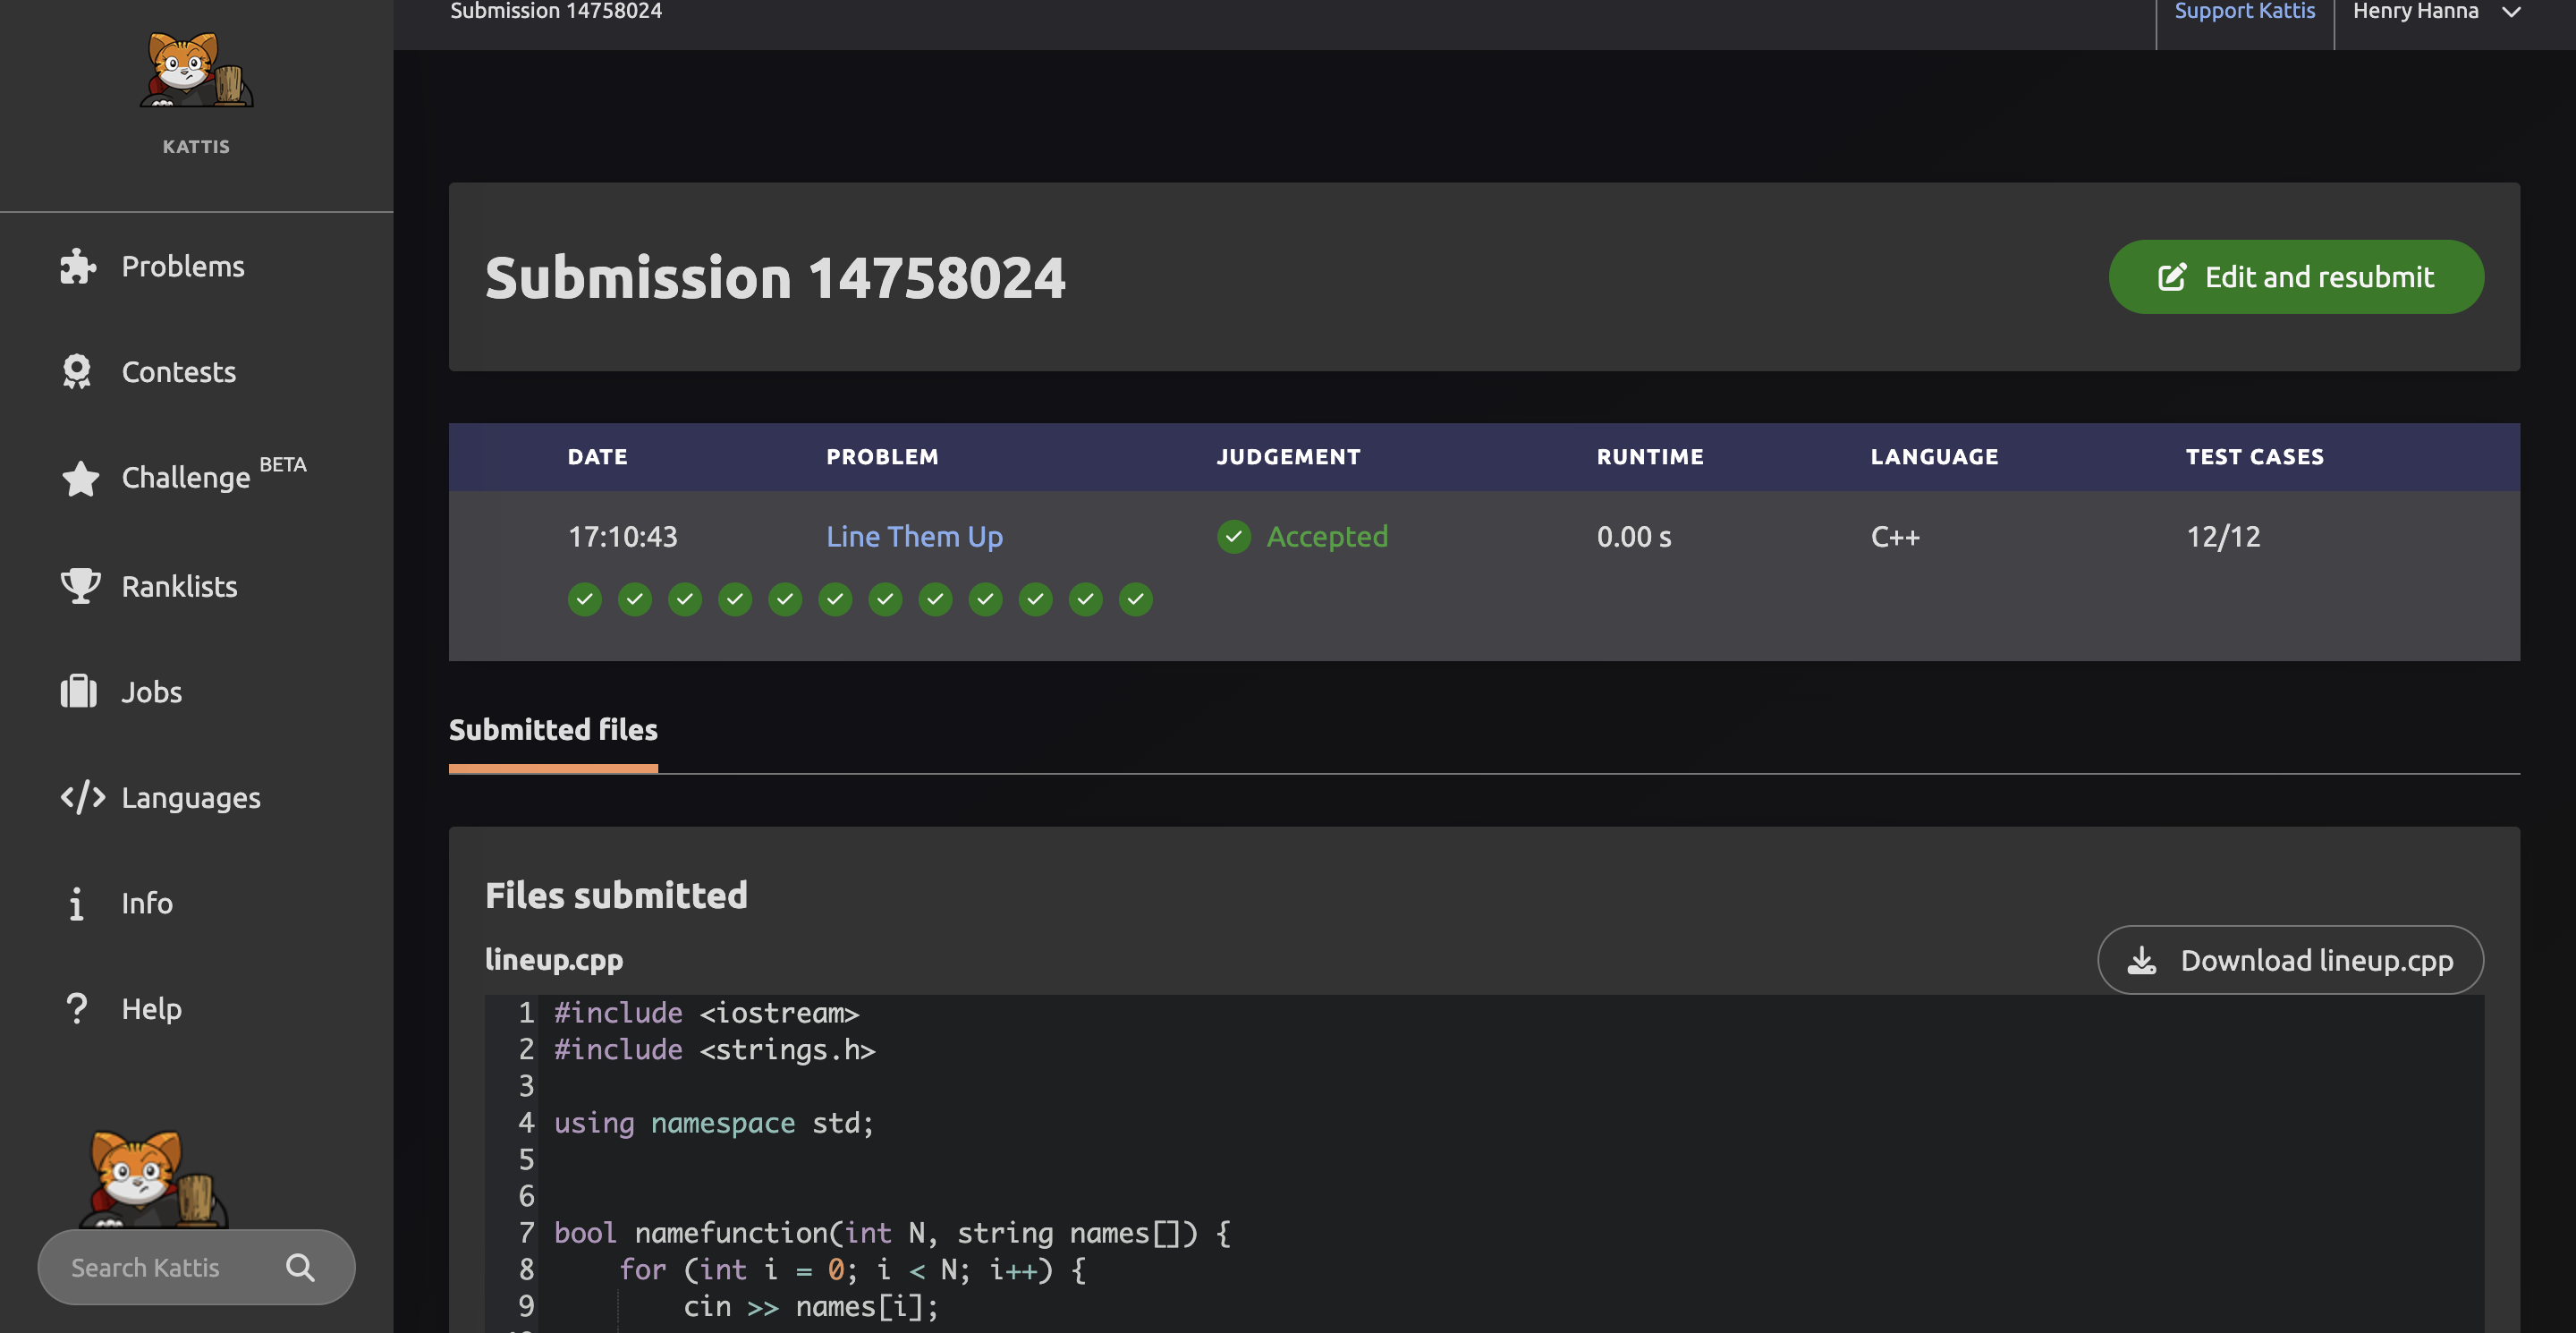 Submission 14758024
Support Kattis
Henry Hanna
KATTIS
Problems
Contests
Challenge BETA
Ranklists
Jobs
Languages
Info
Help
Search Kattis
Submission 14758024
Edit and resubmit
DATE PROBLEM JUDGEMENT RUNTIME LANGUAGE TEST CASES
17:10:43 Line Them Up Accepted 0.00 s C++ 12/12
Submitted files
Files submitted
lineup.cpp
Download lineup.cpp
1 #include <iostream>
2 #include <strings.h>
3
4 using namespace std;
5
6
7 bool namefunction(int N, string names[]) {
8 for (int i = 0; i < N; i++) {
9 cin >> names[i];